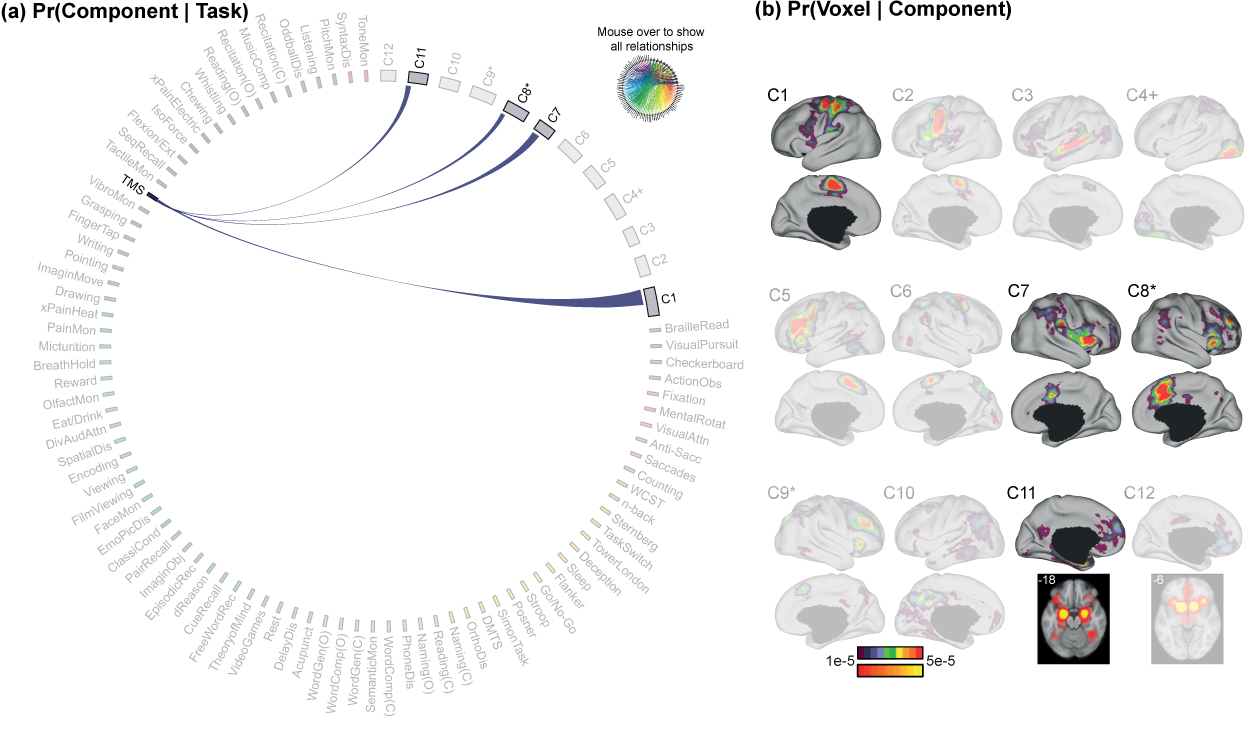 (a) Pr(Component | Task)
Mouse over to show
all relationships
C12
C11
C10
C9*
C8*
C7
C6
C5
C4+
C3
C2
C1
BrailleRead
VisualPursuit
Checkerboard
ActionObs
Fixation
MentalRotat
VisualAttn
Anti-Sacc
Saccades
Counting
WCST
n-back
Sternberg
TaskSwitch
TowerLondon
Deception
Sleep
Flanker
Go/No-Go
Stroop
Posner
SimonTask
DMTS
OrthoDis
Naming(C)
Reading(C)
Naming(O)
PhoneDis
WordComp(C)
SemanticMon
WordGen(C)
WordComp(O)
WordGen(O)
Acupunct
DelayDis
Rest
VideoGames
TheoryofMind
FreeWordRec
CueRecall
dReason
EpisodicRec
ImaginObj
PairRecall
ClassiCond
EmoPicDis
FaceMon
FilmViewing
Viewing
Encoding
SpatialDis
DivAudAttn
Eat/Drink
OlfactMon
Reward
BreathHold
Micturition
PainMon
xPainHeat
Drawing
ImaginMove
Pointing
Writing
FingerTap
Grasping
VibroMon
TMS
TactileMon
SeqRecall
Flexion/Ext
IsoForce
xPainElectric
Chewing
Whistling
Reading(O)
Recitation(O)
MusicComp
Recitation(C)
OddballDis
Listening
PitchMon
SyntaxDis
ToneMon
(b) Pr(Voxel | Component)
C1
C2
C3
C4+
C5
C6
C7
C8*
C9*
C10
C11
C12
-18
-6
1e-5
5e-5